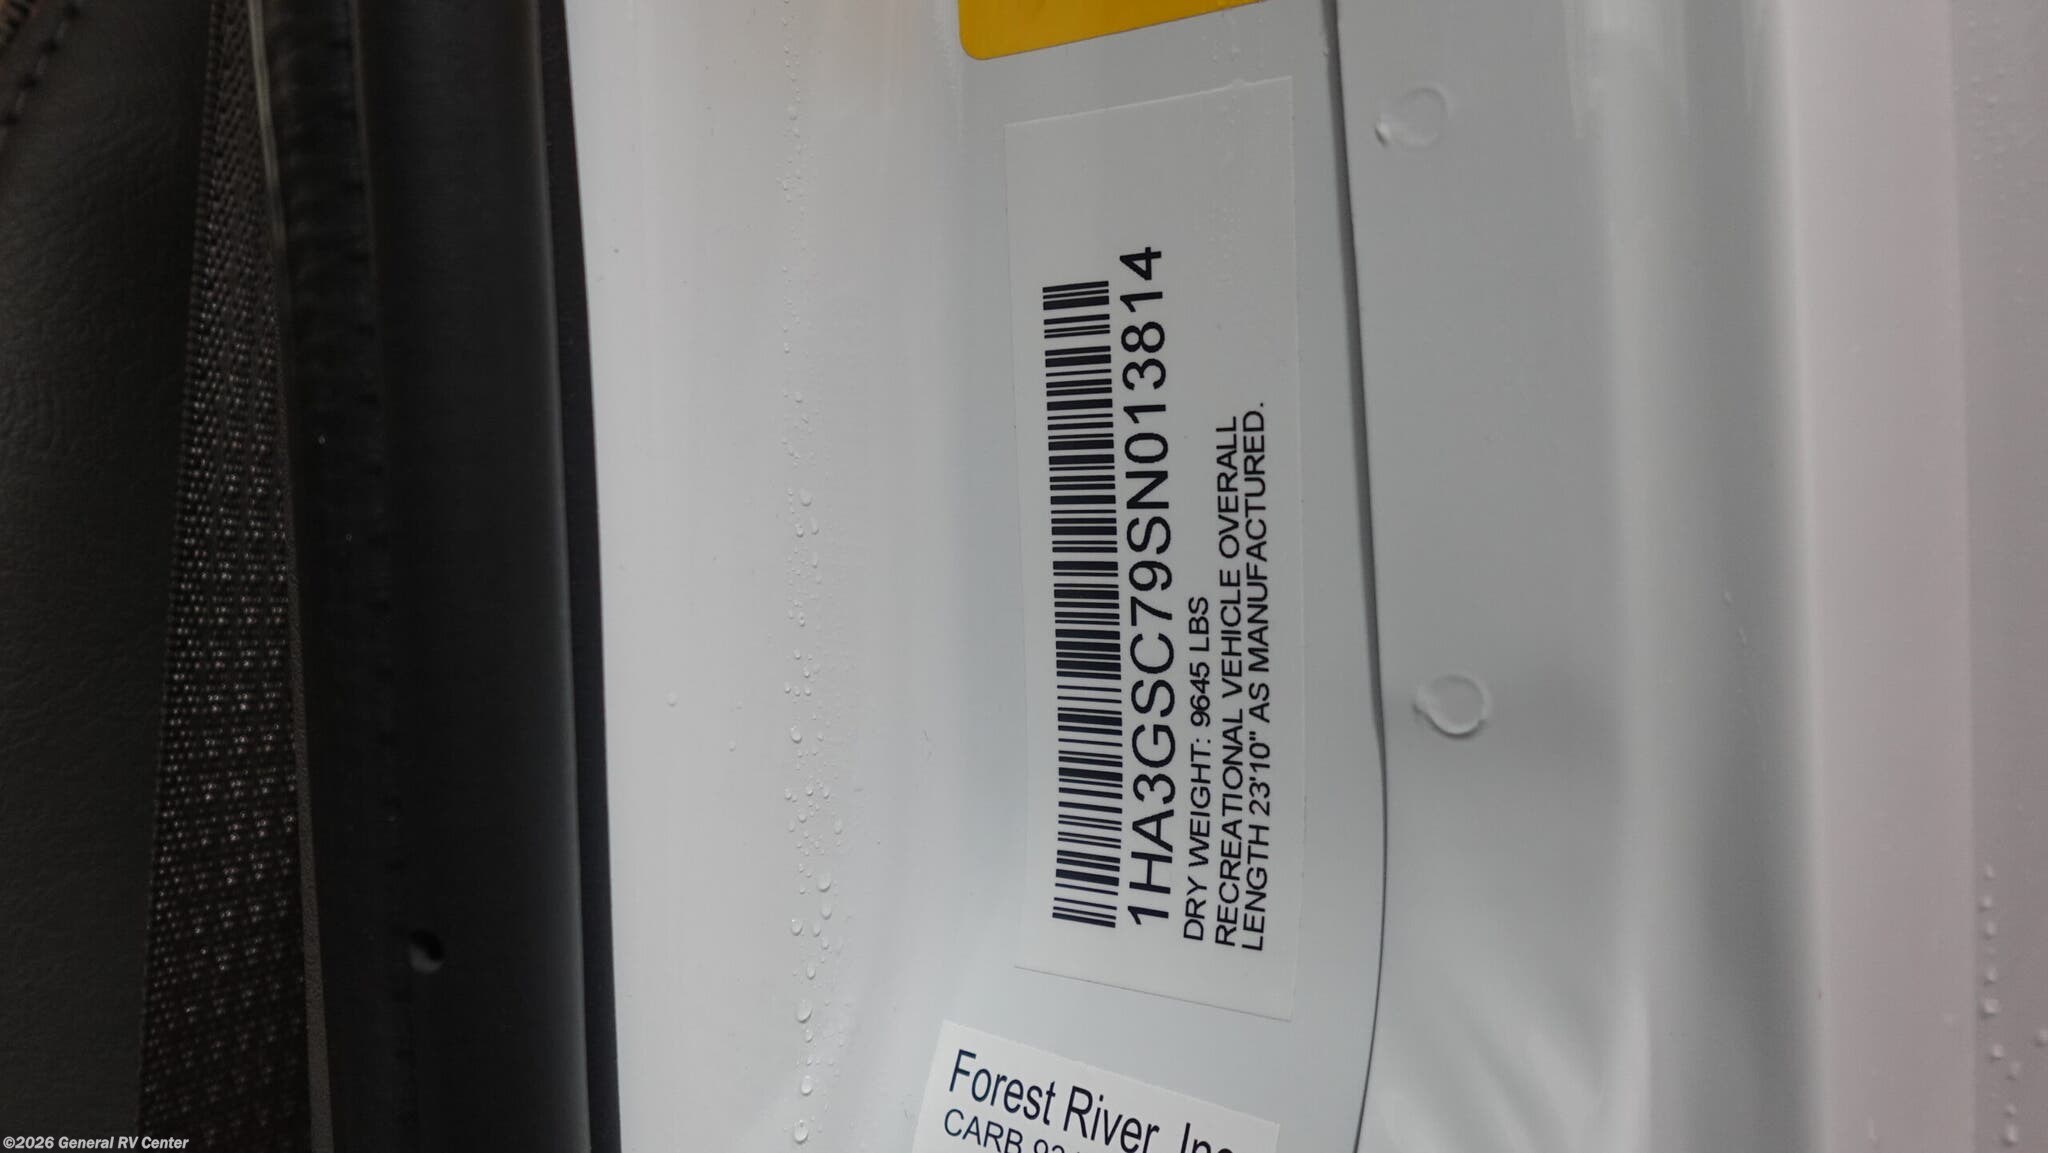 1HA3GSC79SN013814
DRY WEIGHT: 9645 LBS
RECREATIONAL VEHICLE OVERALL
LENGTH 23'10" AS MANUFACTURED.
Forest River, Inc
CARB
©2026 General RV Center